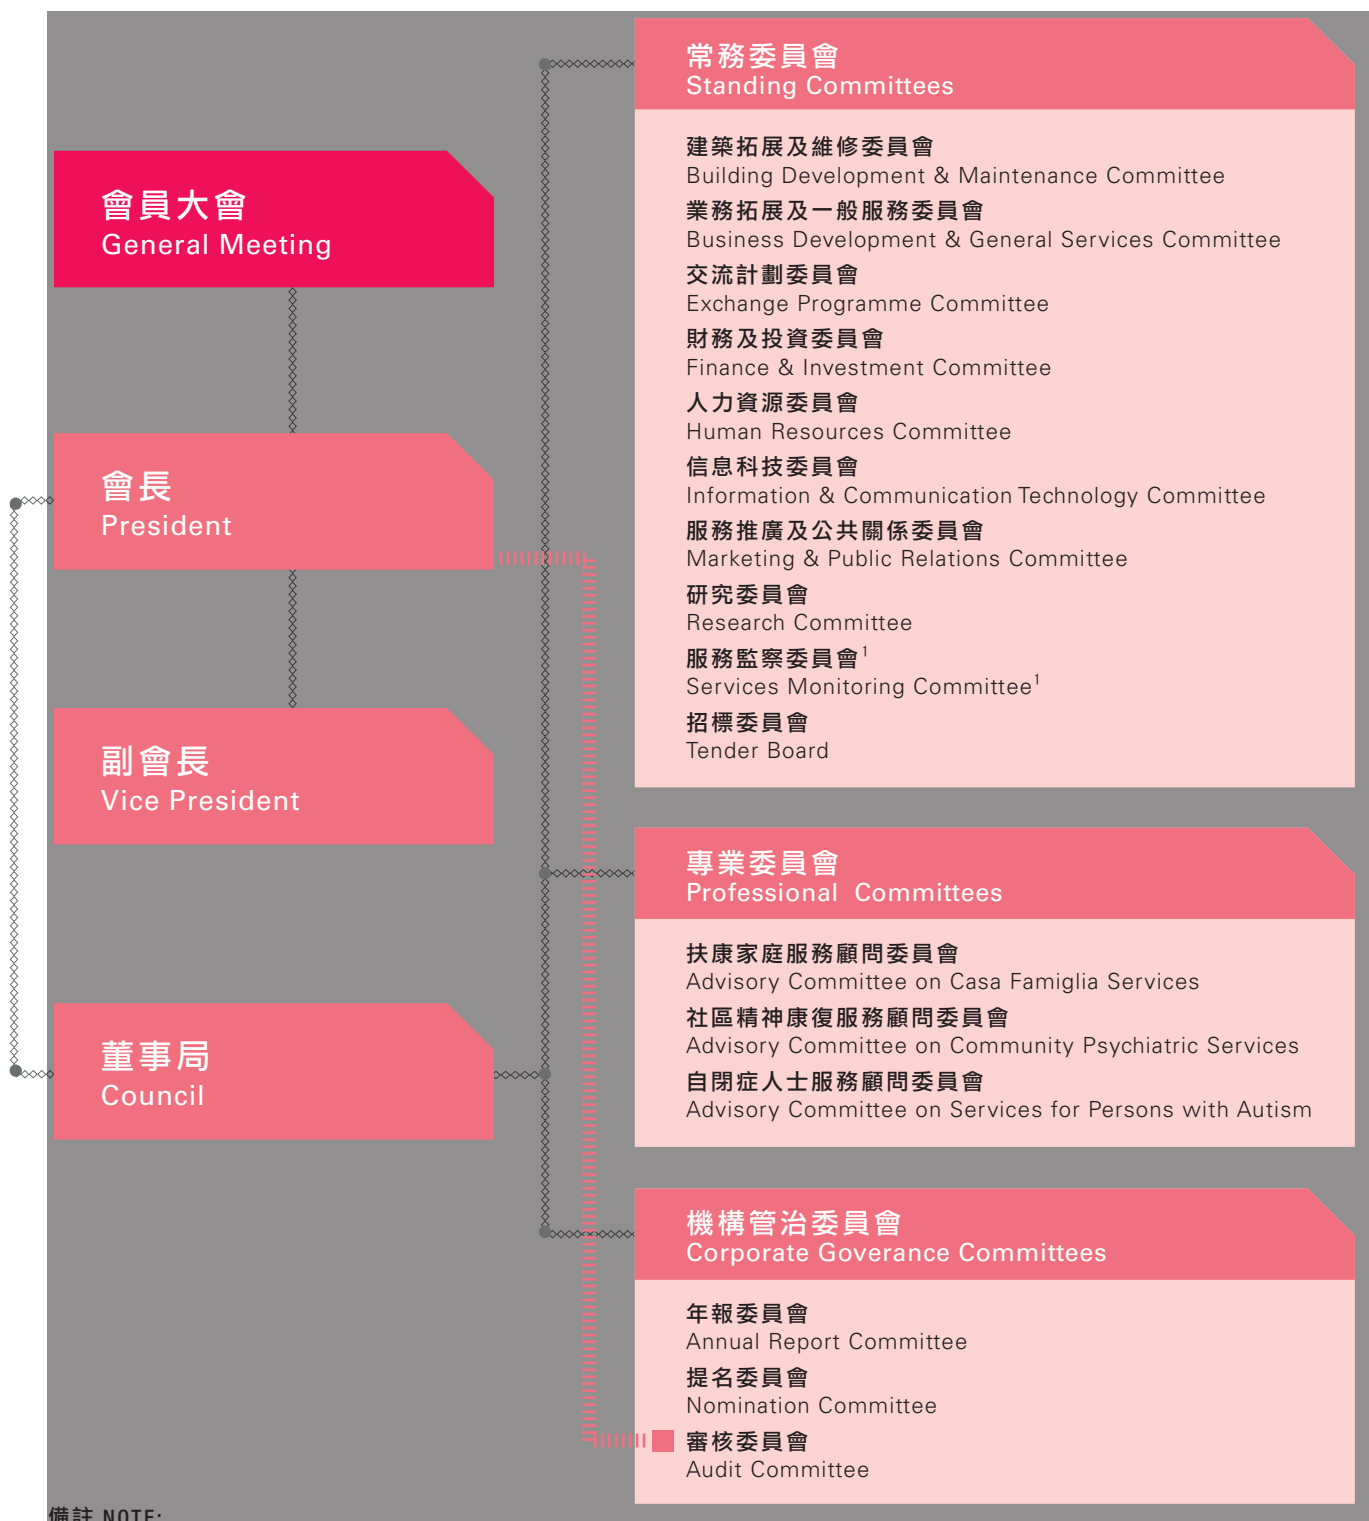 會員大會
General Meeting
會長
President
副會長
Vice President
董事局
Council
常務委員會
Standing Committees
建築拓展及維修委員會
Building Development & Maintenance Committee
業務拓展及一般服務委員會
Business Development & General Services Committee
交流計劃委員會
Exchange Programme Committee
財務及投資委員會
Finance & Investment Committee
人力資源委員會
Human Resources Committee
信息科技委員會
Information & Communication Technology Committee
服務推廣及公共關係委員會
Marketing & Public Relations Committee
研究委員會
Research Committee
服務監察委員會1
Services Monitoring Committee1
招標委員會
Tender Board
專業委員會
Professional Committees
扶康家庭服務顧問委員會
Advisory Committee on Casa Famiglia Services
社區精神康復服務顧問委員會
Advisory Committee on Community Psychiatric Services
自閉症人士服務顧問委員會
Advisory Committee on Services for Persons with Autism
機構管治委員會
Corporate Goverance Committees
年報委員會
Annual Report Committee
提名委員會
Nomination Committee
審核委員會
Audit Committee
備註 NOTE: